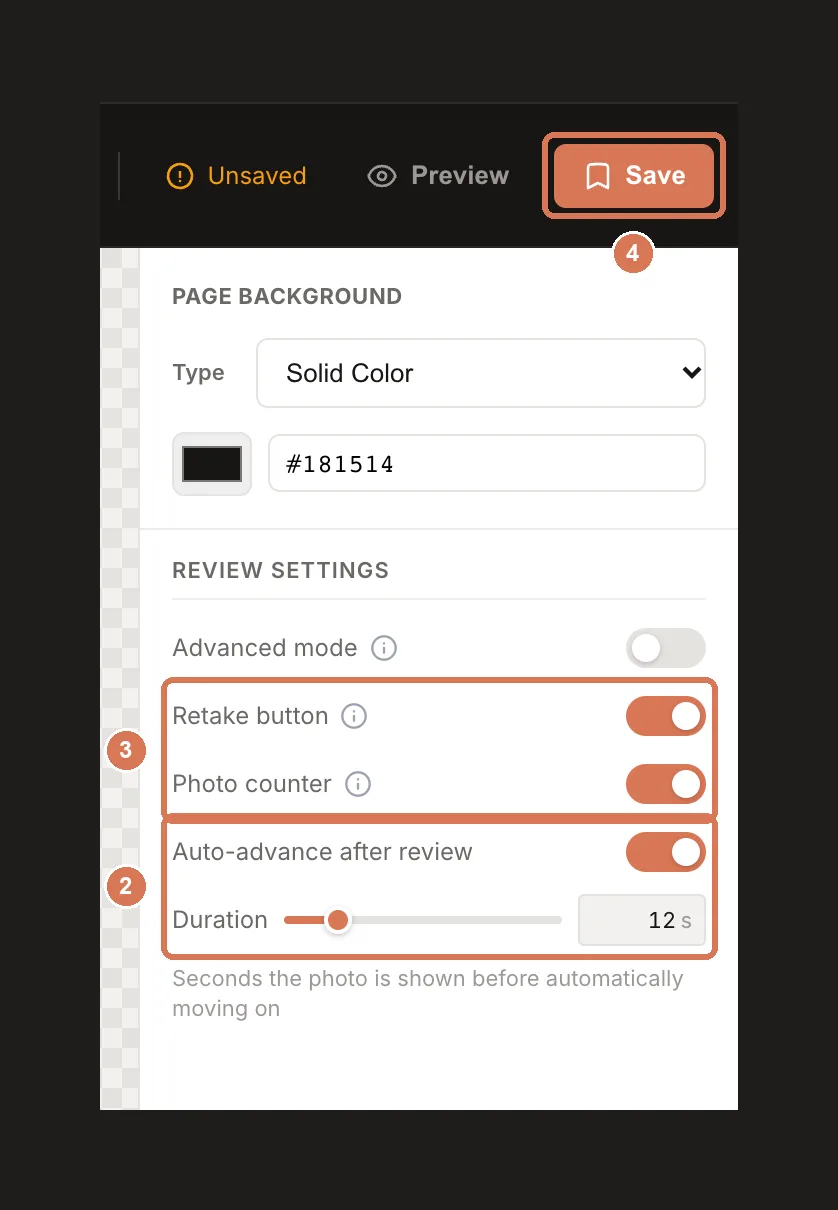 Unsaved
Preview
Save
4
PAGE BACKGROUND
Type
Solid Color
#181514
REVIEW SETTINGS
Advanced mode
Retake button
3
Photo counter
Auto-advance after review
2
Duration
12 s
Seconds the photo is shown before automatically
moving on